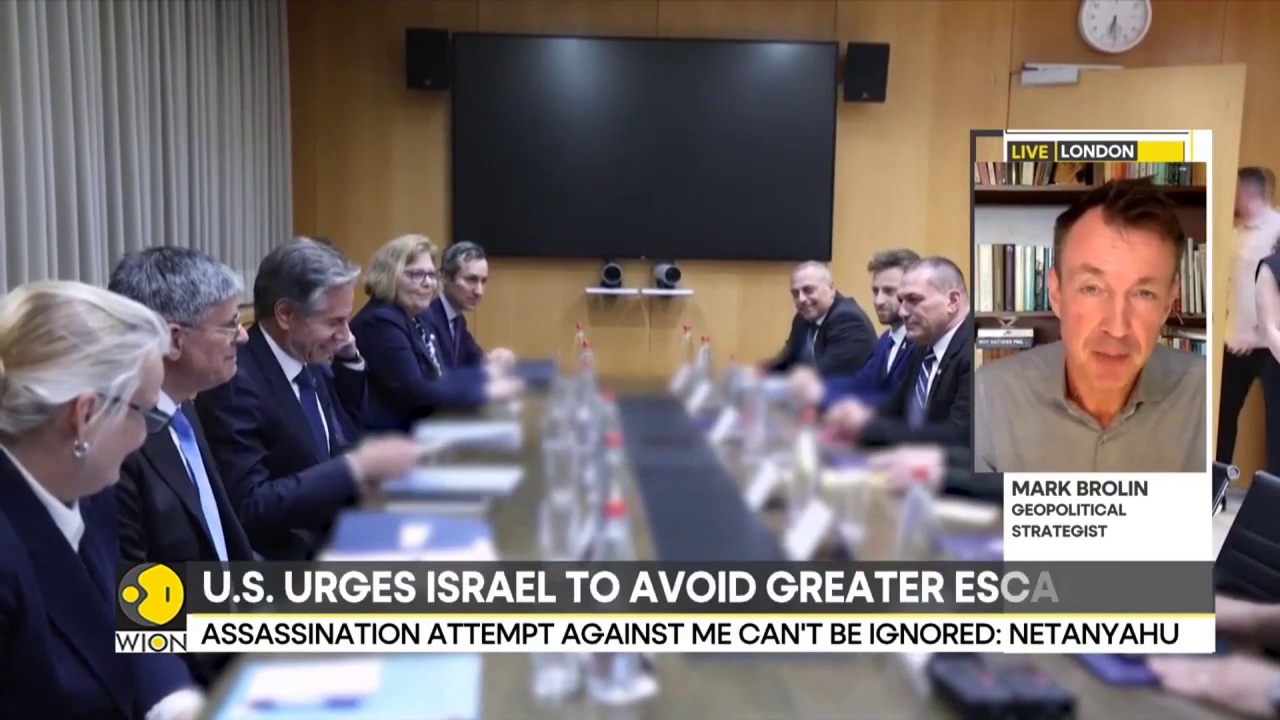 LIVE LONDON
MARK BROLIN
GEOPOLITICAL
STRATEGIST
U.S. URGES ISRAEL TO AVOID GREATER ESCA
WION
ASSASSINATION ATTEMPT AGAINST ME CAN'T BE IGNORED: NETANYAHU